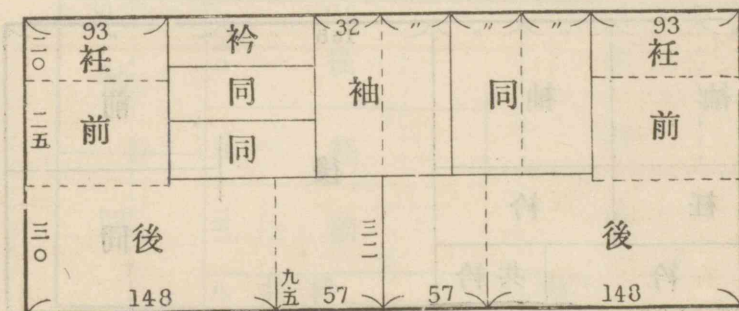 93 衿 32 〃 〃 〃 93
二〇 衽 同 袖 同 衽
二五 前 同 前
三〇 後 三二 後
148 九.五 57 57 148